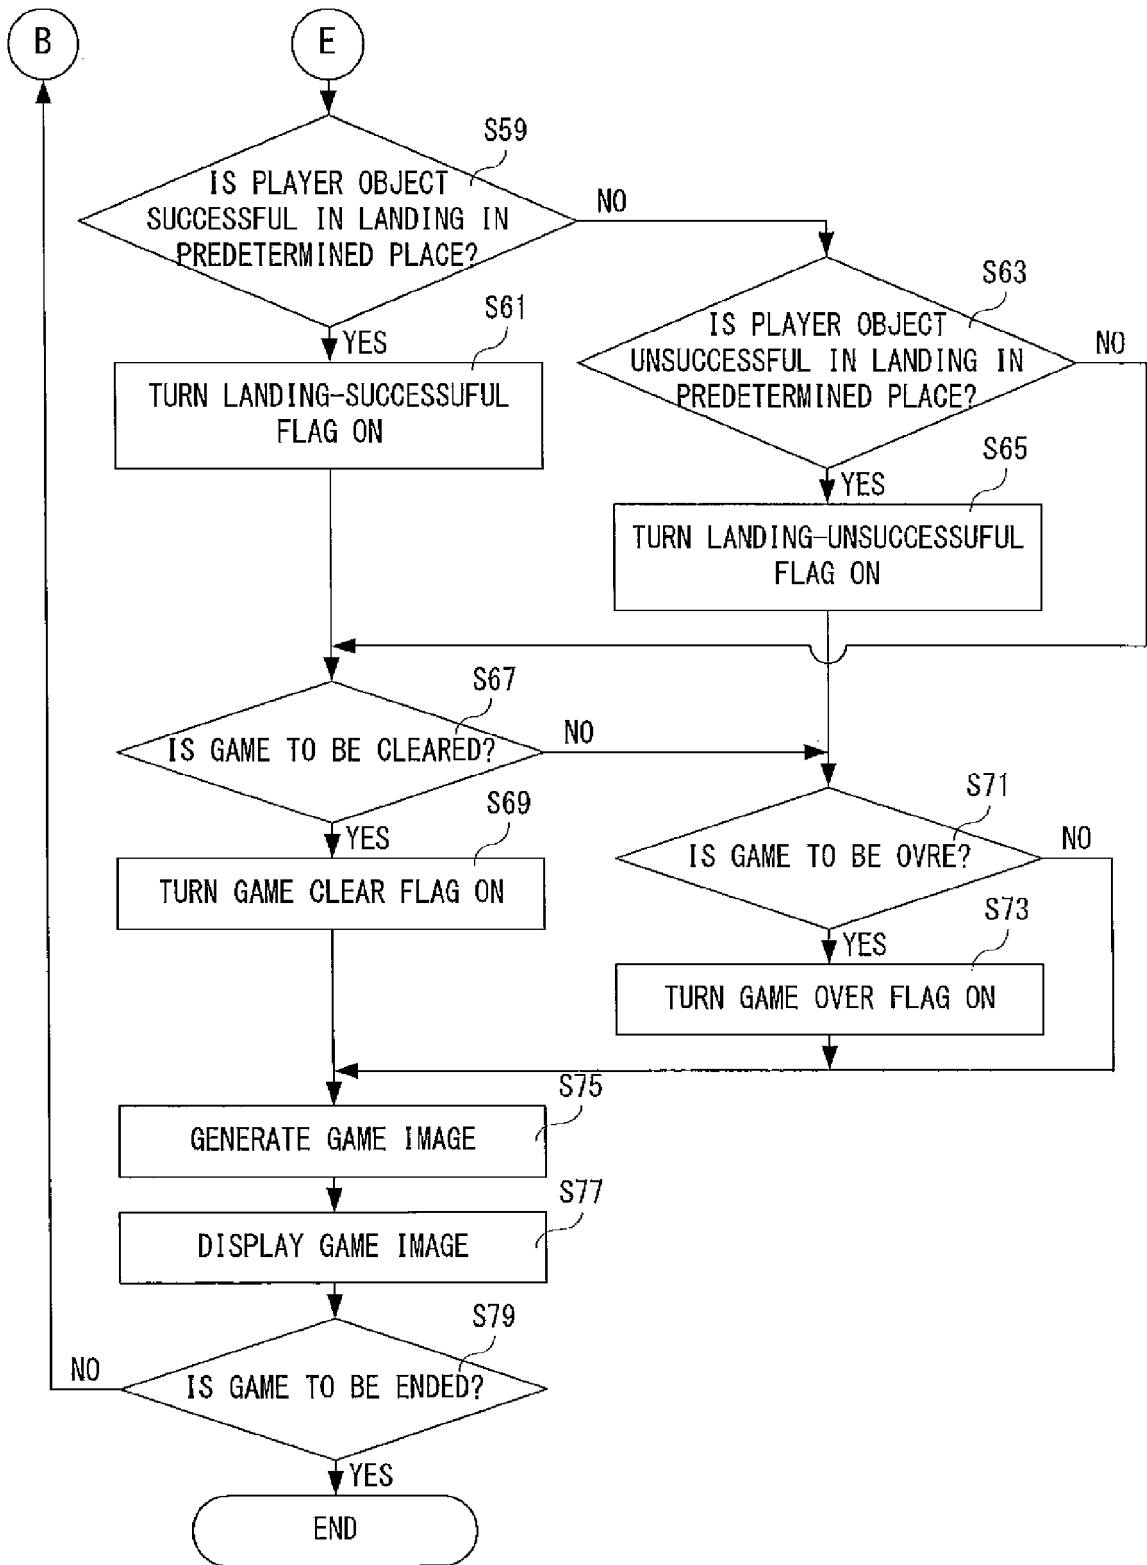 B
E
S59
IS PLAYER OBJECT
SUCCESSFUL IN LANDING IN
PREDETERMINED PLACE?
NO
YES
S61
TURN LANDING-SUCCESSUFUL
FLAG ON
S63
IS PLAYER OBJECT
UNSUCCESSFUL IN LANDING IN
PREDETERMINED PLACE?
NO
YES
S65
TURN LANDING-UNSUCCESSUFUL
FLAG ON
S67
IS GAME TO BE CLEARED?
NO
YES
S69
TURN GAME CLEAR FLAG ON
S71
IS GAME TO BE OVRE?
NO
YES
S73
TURN GAME OVER FLAG ON
S75
GENERATE GAME IMAGE
S77
DISPLAY GAME IMAGE
S79
IS GAME TO BE ENDED?
NO
YES
END